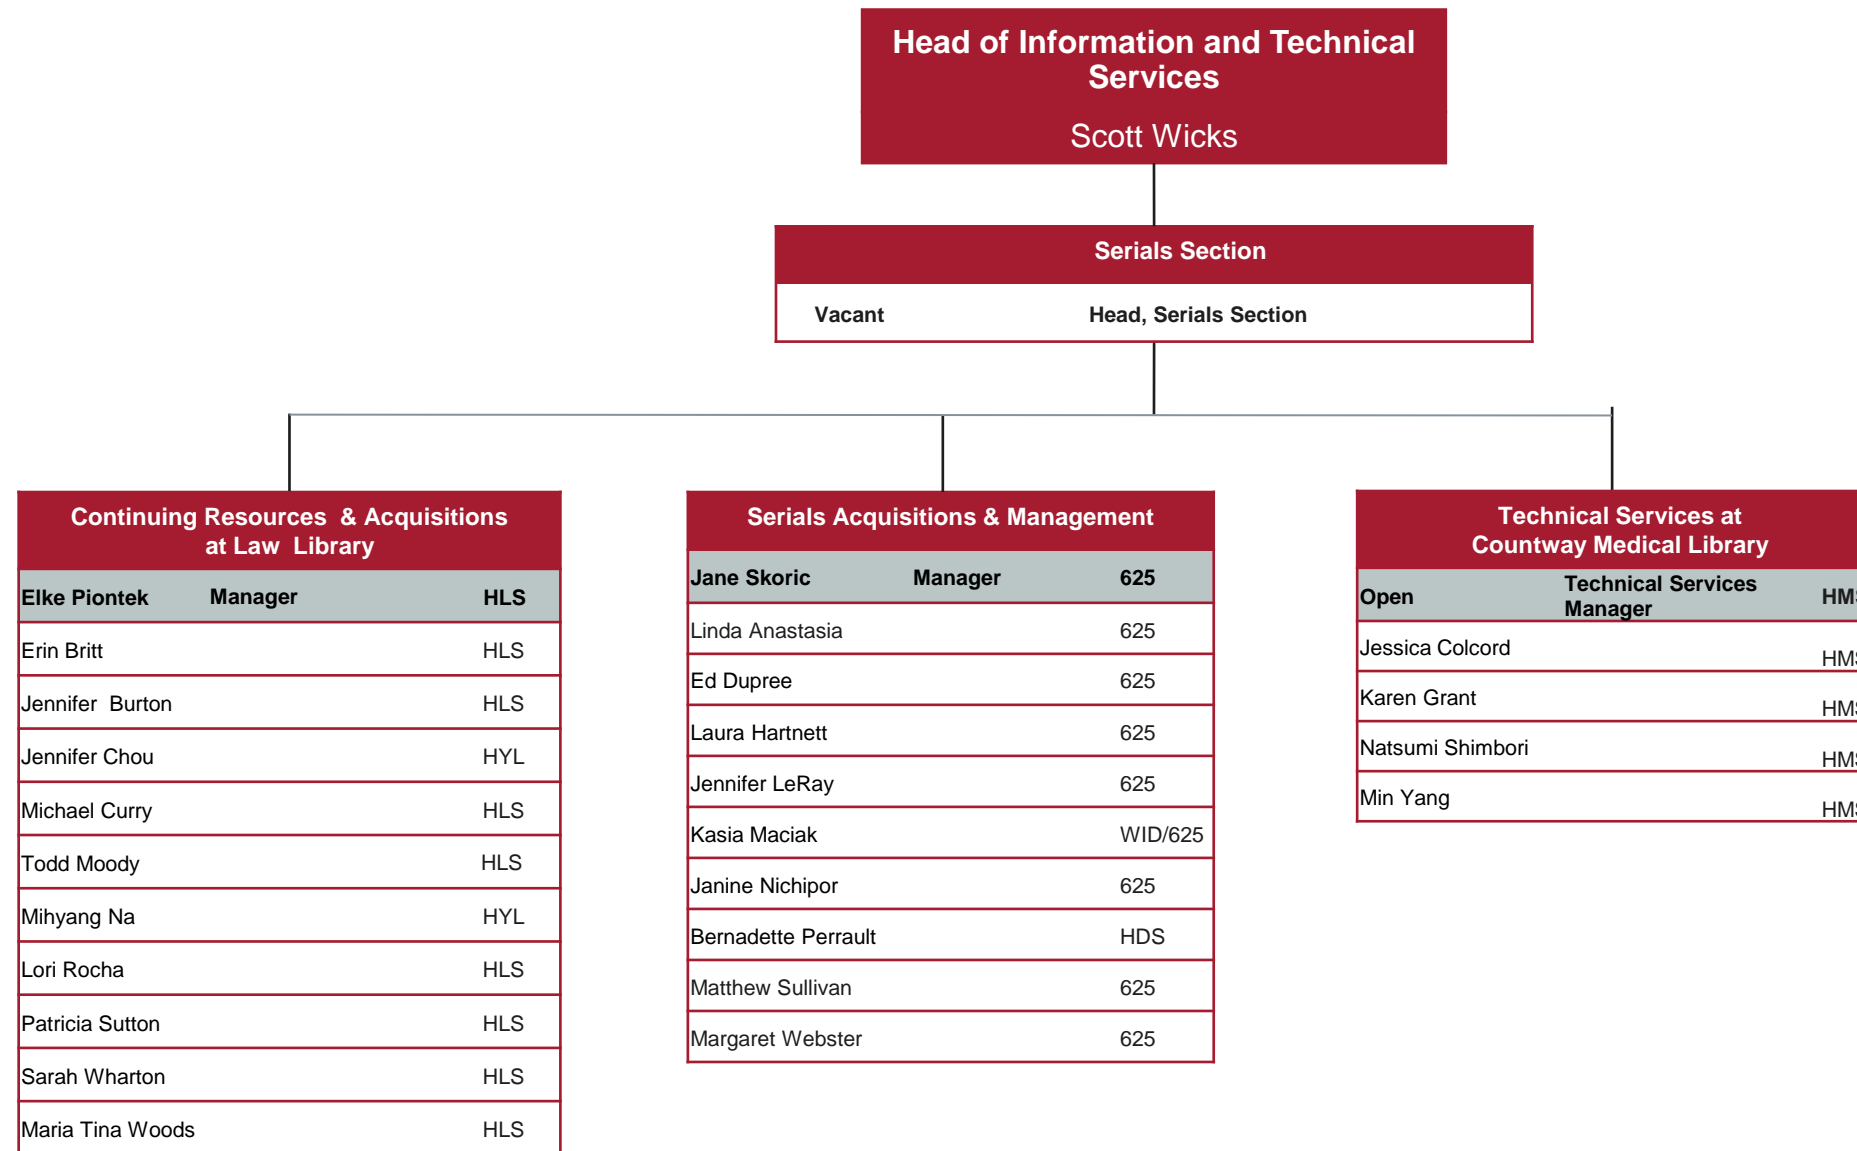 Head of Information and Technical
Services
Scott Wicks
Serials Section
Vacant Head, Serials Section
Continuing Resources & Acquisitions
at Law Library
Elke Piontek Manager HLS
Erin Britt HLS
Jennifer Burton HLS
Jennifer Chou HYL
Michael Curry HLS
Todd Moody HLS
Mihyang Na HYL
Lori Rocha HLS
Patricia Sutton HLS
Sarah Wharton HLS
Maria Tina Woods HLS
Serials Acquisitions & Management
Jane Skoric Manager 625
Linda Anastasia 625
Ed Dupree 625
Laura Hartnett 625
Jennifer LeRay 625
Kasia Maciak WID/625
Janine Nichipor 625
Bernadette Perrault HDS
Matthew Sullivan 625
Margaret Webster 625
Technical Services at
Countway Medical Library
Open Technical Services
Manager HMS
Jessica Colcord HMS
Karen Grant HMS
Natsumi Shimbori HMS
Min Yang HMS